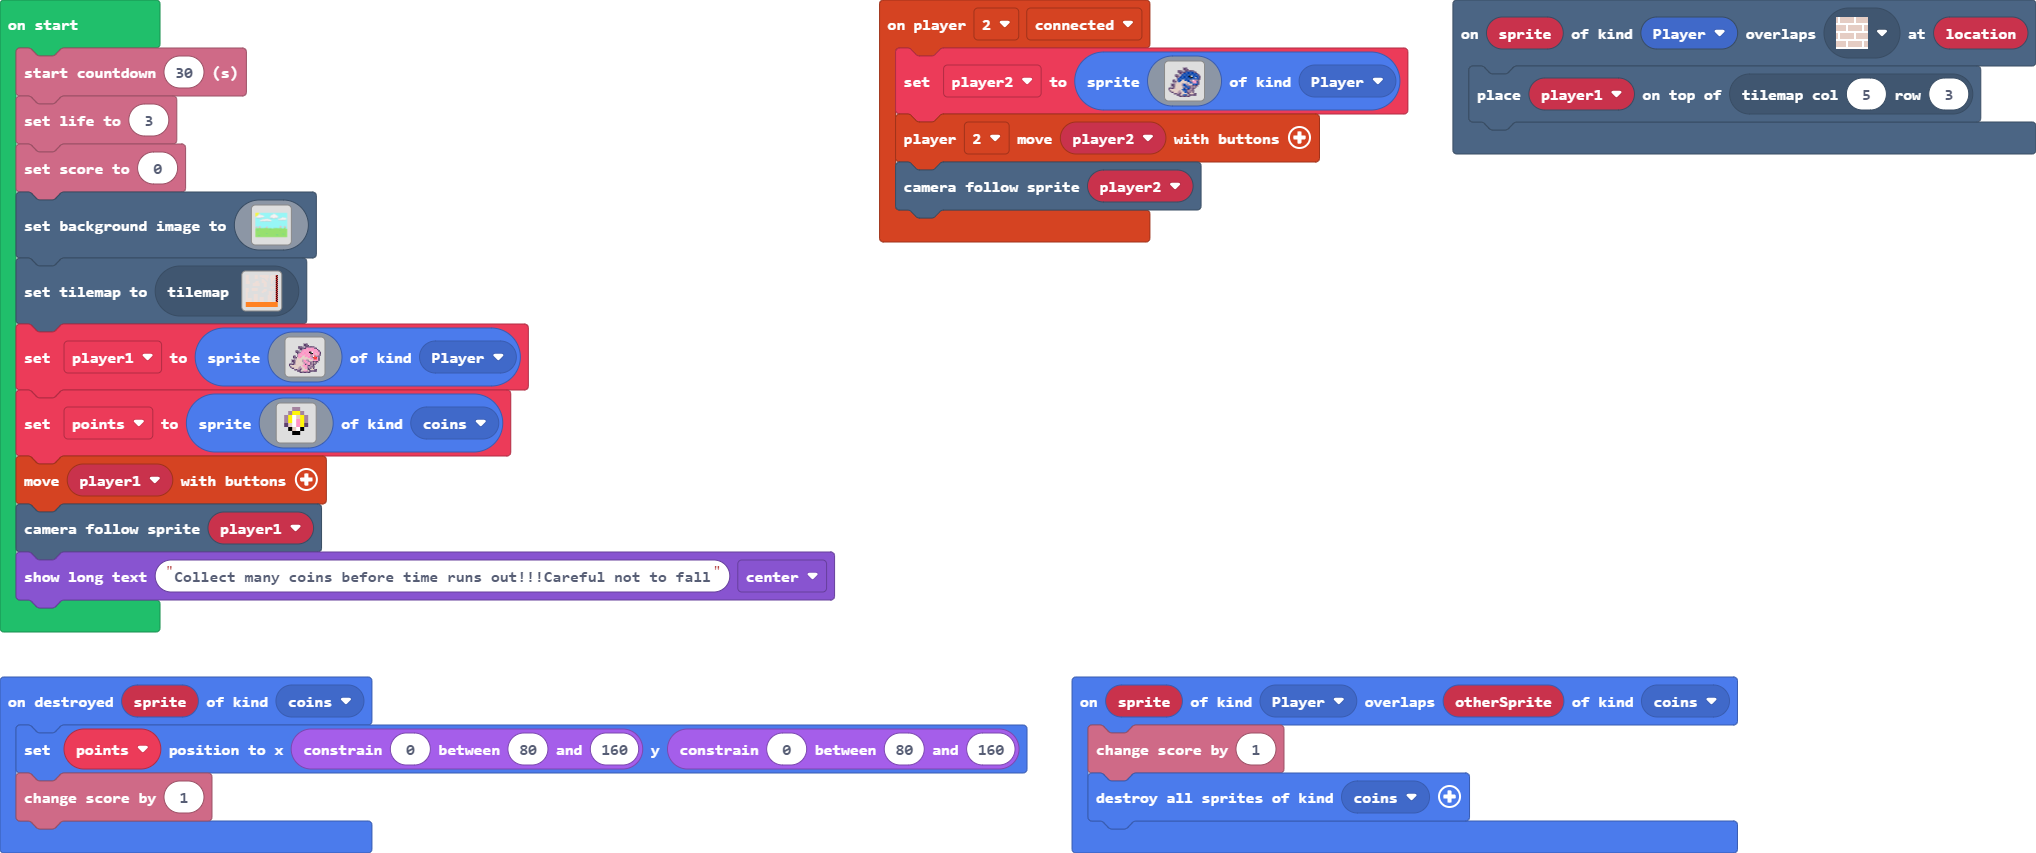 on start
start countdown 30 (s)
set life to 3
set score to 0
set background image to
set tilemap to tilemap
set player1 to sprite of kind Player
set points to sprite of kind coins
move player1 with buttons
camera follow sprite player1
show long text "Collect many coins before time runs out!!!Careful not to fall" center
on player 2 connected
set player2 to sprite of kind Player
player 2 move player2 with buttons
camera follow sprite player2
on sprite of kind Player overlaps at location
place player1 on top of tilemap col 5 row 3
on destroyed sprite of kind coins
set points position to x constrain 0 between 80 and 160 y constrain 0 between 80 and 160
change score by 1
on sprite of kind Player overlaps otherSprite of kind coins
change score by 1
destroy all sprites of kind coins